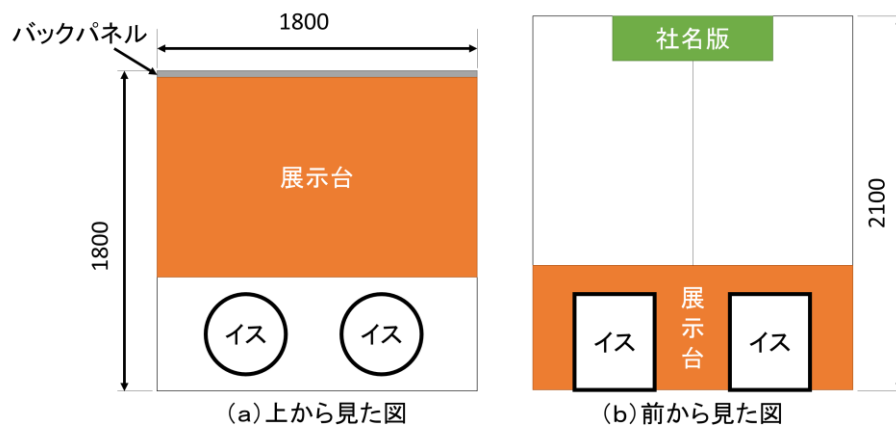 バックパネル
1800
1800
展示台
イス
イス
(a)上から見た図
社名版
2100
展示台
イス
イス
(b)前から見た図